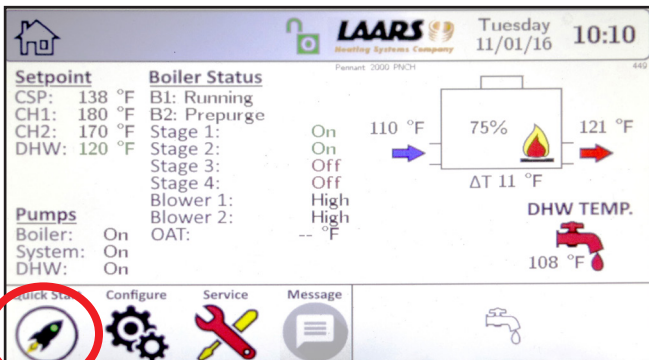 LAARS
Heating Systems Company
Tuesday
11/01/16
10:10
Pennant 2000 PNCH
449
Setpoint
CSP: 138 °F
CH1: 180 °F
CH2: 170 °F
DHW: 120 °F
Boiler Status
B1: Running
B2: Prepurge
Stage 1: On
Stage 2: On
Stage 3: Off
Stage 4: Off
Blower 1: High
Blower 2: High
OAT: -- °F
Pumps
Boiler: On
System: On
DHW: On
110 °F
75%
121 °F
ΔT 11 °F
DHW TEMP.
108 °F
Quick Start
Configure
Service
Message